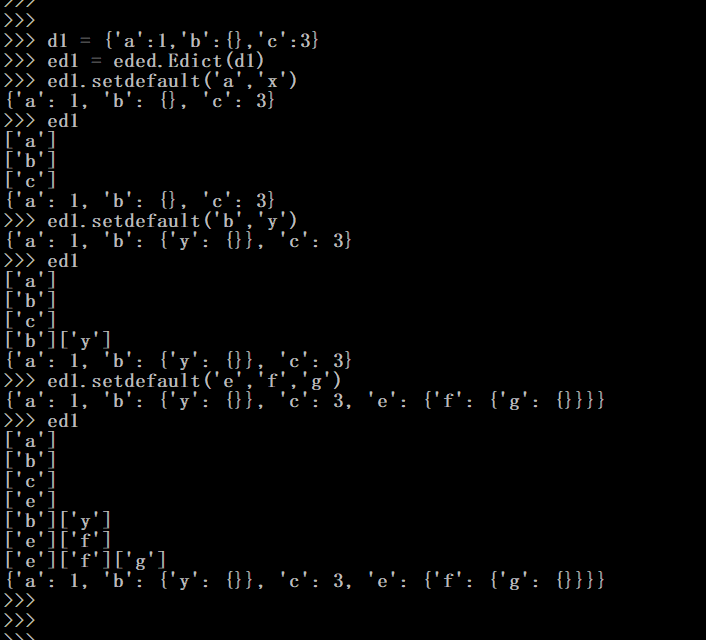 >>>
>>>
>>> d1 = {'a':1,'b':{},'c':3}
>>> ed1 = eded.Edict(d1)
>>> ed1.setdefault('a','x')
{'a': 1, 'b': {}, 'c': 3}
>>> ed1
['a']
['b']
['c']
{'a': 1, 'b': {}, 'c': 3}
>>> ed1.setdefault('b','y')
{'a': 1, 'b': {'y': {}}, 'c': 3}
>>> ed1
['a']
['b']
['c']
['b']['y']
{'a': 1, 'b': {'y': {}}, 'c': 3}
>>> ed1.setdefault('e','f','g')
{'a': 1, 'b': {'y': {}}, 'c': 3, 'e': {'f': {'g': {}}}}
>>> ed1
['a']
['b']
['c']
['e']
['b']['y']
['e']['f']
['e']['f']['g']
{'a': 1, 'b': {'y': {}}, 'c': 3, 'e': {'f': {'g': {}}}}
>>>
>>>
>>>